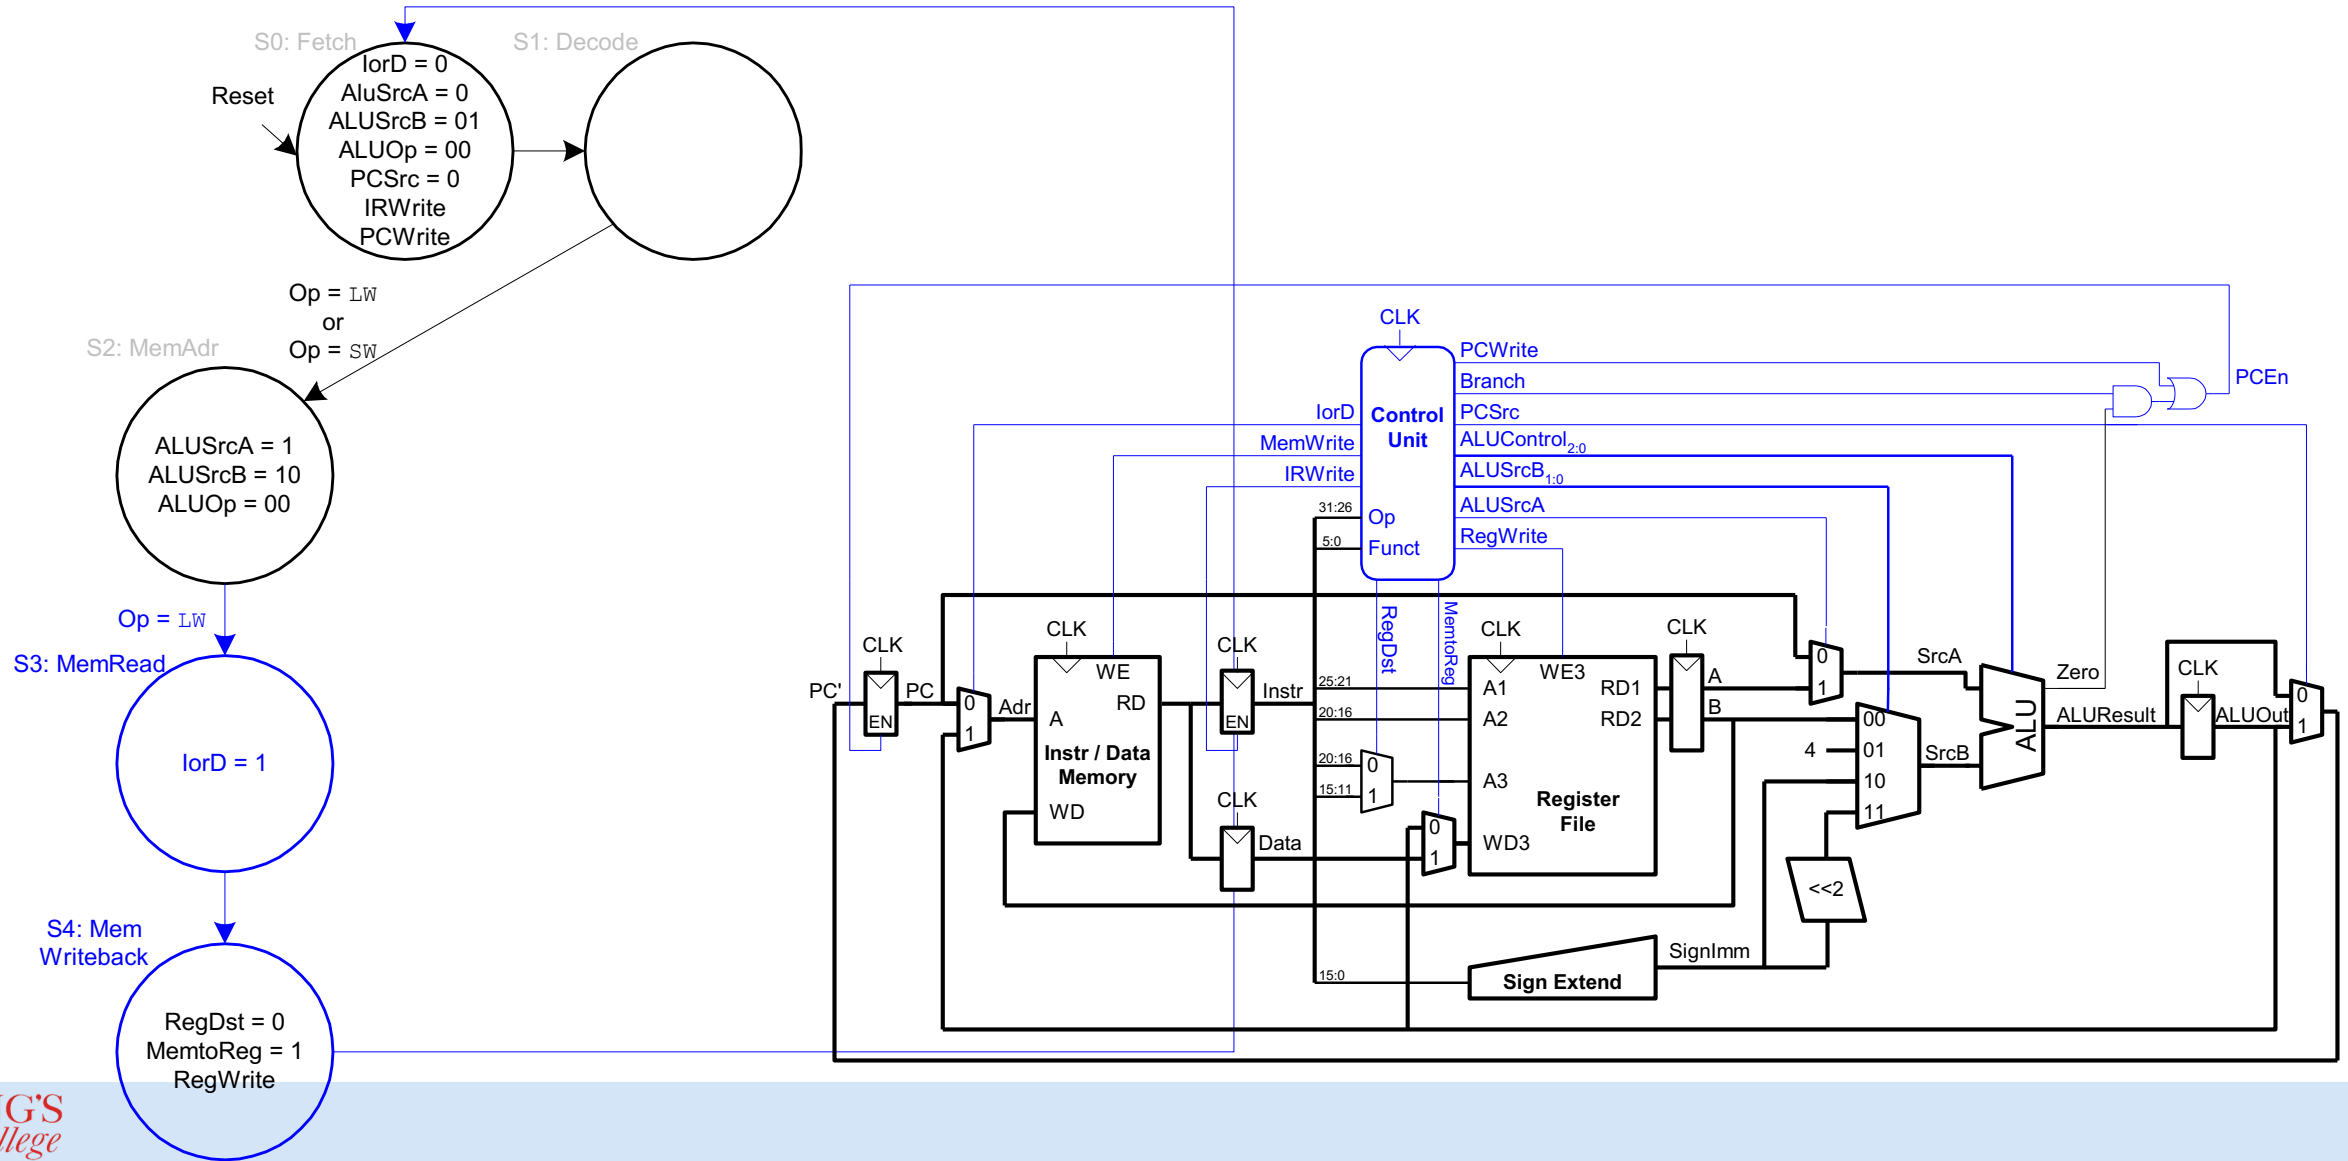 S0: Fetch
S1: Decode
Reset
IorD = 0
AluSrcA = 0
ALUSrcB = 01
ALUOp = 00
PCSrc = 0
IRWrite
PCWrite
Op = LW
or
Op = SW
S2: MemAdr
ALUSrcA = 1
ALUSrcB = 10
ALUOp = 00
Op = LW
S3: MemRead
IorD = 1
S4: Mem
Writeback
RegDst = 0
MemtoReg = 1
RegWrite
CLK
PCWrite
Branch
PCEn
IorD
Control
Unit
PCSrc
MemWrite
ALUControl2:0
IRWrite
ALUSrcB1:0
31:26
Op
ALUSrcA
5:0
Funct
RegWrite
RegDst
MemtoReg
CLK
CLK
CLK
CLK
CLK
CLK
PC'
PC
EN
0
1
Adr
WE
A
RD
Instr / Data
Memory
WD
EN
Instr
CLK
Data
25:21
20:16
20:16
15:11
0
1
0
1
A1
A2
A3
WD3
WE3
RD1
RD2
Register
File
A
B
0
1
SrcA
00
4
01
10
11
SrcB
ALU
Zero
ALUResult
ALUOut
0
1
<<2
SignImm
15:0
Sign Extend
NG'S
llege